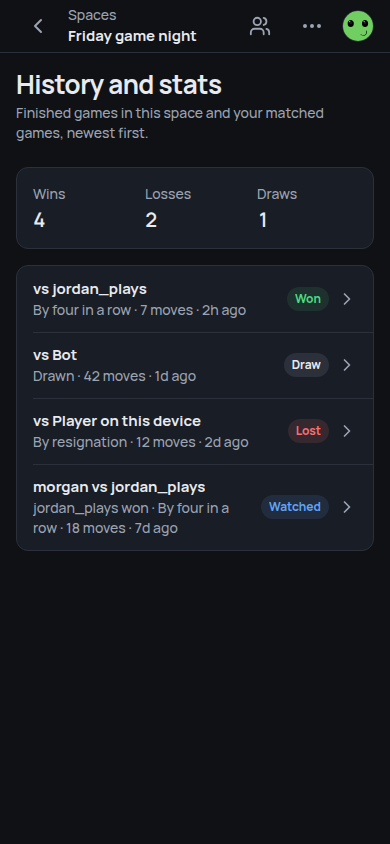 Spaces
Friday game night
History and stats
Finished games in this space and your matched
games, newest first.
Wins
Losses
Draws
4
2
1
vs jordan_plays
By four in a row · 7 moves · 2h ago
Won
vs Bot
Drawn · 42 moves · 1d ago
Draw
vs Player on this device
By resignation · 12 moves · 2d ago
Lost
morgan vs jordan_plays
jordan_plays won · By four in a
row · 18 moves · 7d ago
Watched